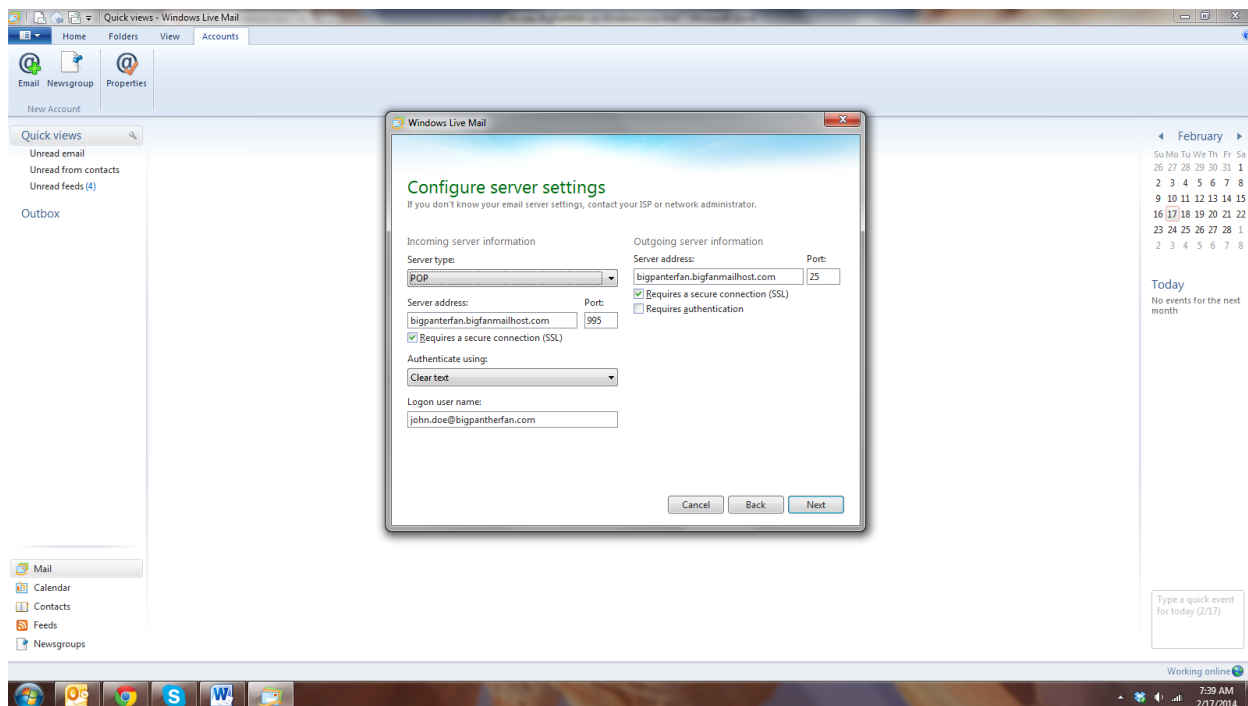 Quick views - Windows Live Mail
Home Folders View Accounts
Email Newsgroup Properties
New Account
Quick views
Unread email
Unread from contacts
Unread feeds (4)
Outbox
Mail
Calendar
Contacts
Feeds
Newsgroups
Windows Live Mail
Configure server settings
If you don't know your email server settings, contact your ISP or network administrator.
Incoming server information
Server type:
POP
Server address: Port:
bigpanterfan.bigfanmailhost.com 995
Requires a secure connection (SSL)
Authenticate using:
Clear text
Logon user name:
john.doe@bigpantherfan.com
Outgoing server information
Server address: Port:
bigpanterfan.bigfanmailhost.com 25
Requires a secure connection (SSL)
Requires authentication
Cancel Back Next
February
Su Mo Tu We Th Fr Sa
26 27 28 29 30 31 1
2 3 4 5 6 7 8
9 10 11 12 13 14 15
16 17 18 19 20 21 22
23 24 25 26 27 28 1
2 3 4 5 6 7 8
Today
No events for the next
month
Type a quick event
for today (2/17)
Working online
7:39 AM
2/17/2014